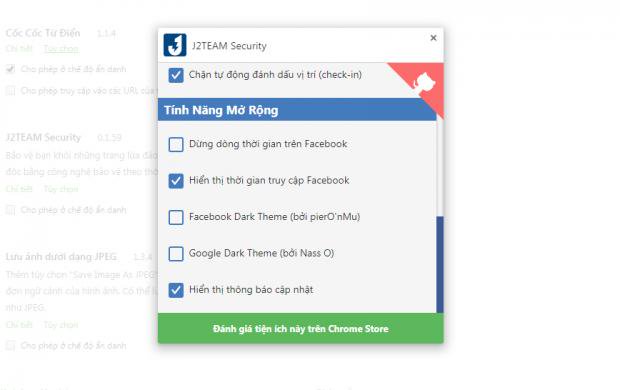 Cốc Cốc Từ Điển 1.1.4
Chi tiết Tùy chọn
Cho phép ở chế độ ẩn danh
Cho phép truy cập vào các URL của
J2TEAM Security 0.1.59
Bảo vệ bạn khỏi những trang lừa đảo
độc bằng công nghệ bảo vệ theo thờ
Chi tiết Tùy chọn
Cho phép ở chế độ ẩn danh
Lưu ảnh dưới dạng JPEG 1.3.4
Thêm tùy chọn "Save Image As JPEG"
đơn ngữ cảnh của hình ảnh. Có thể lư
như JPEG.
Chi tiết Tùy chọn
Cho phép ở chế độ ẩn danh
J2TEAM Security
×
Chặn tự động đánh dấu vị trí (check-in)
Tính Năng Mở Rộng
Dừng dòng thời gian trên Facebook
Hiển thị thời gian truy cập Facebook
Facebook Dark Theme (bởi pierO'nMu)
Google Dark Theme (bởi Nass O)
Hiển thị thông báo cập nhật
Đánh giá tiện ích này trên Chrome Store